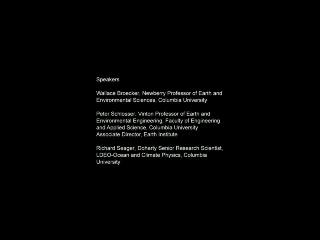 Speakers
Wallace Broecker, Newberry Professor of Earth and
Environmental Sciences, Columbia University
Peter Schlosser, Vinton Professor of Earth and
Environmental Engineering, Faculty of Engineering
and Applied Science, Columbia University
Associate Director, Earth Institute
Richard Seager, Doherty Senior Research Scientist,
LDEO-Ocean and Climate Physics, Columbia
University